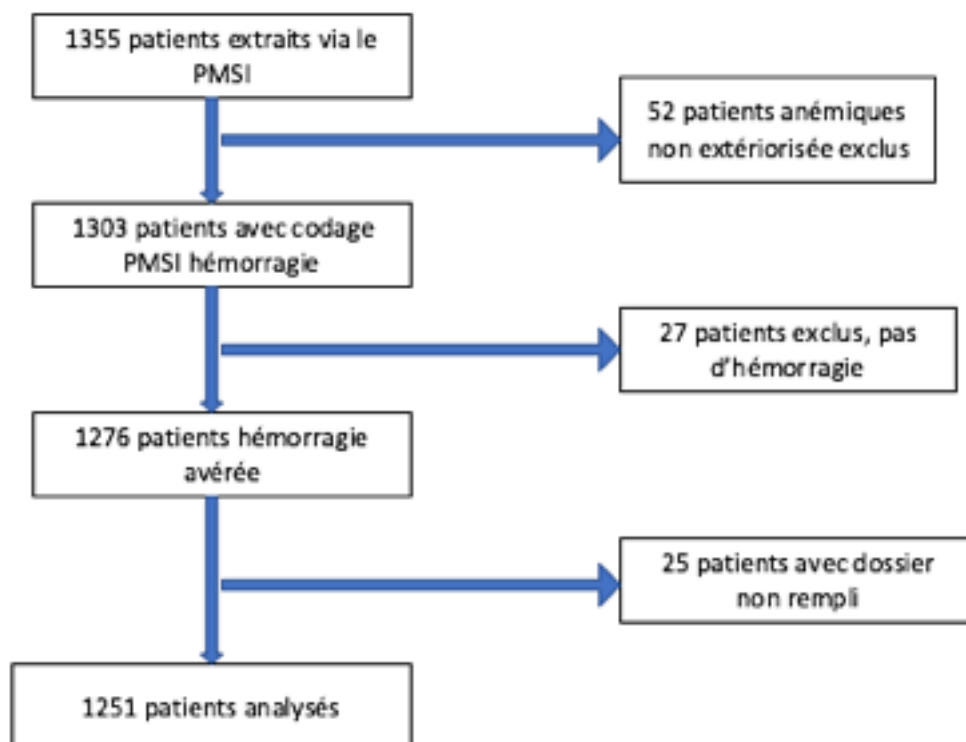 1355 patients extraits via le
PMSI
52 patients anémiques
non extériorisée exclus
1303 patients avec codage
PMSI hémorragie
27 patients exclus, pas
d'hémorragie
1276 patients hémorragie
avérée
25 patients avec dossier
non rempli
1251 patients analysés